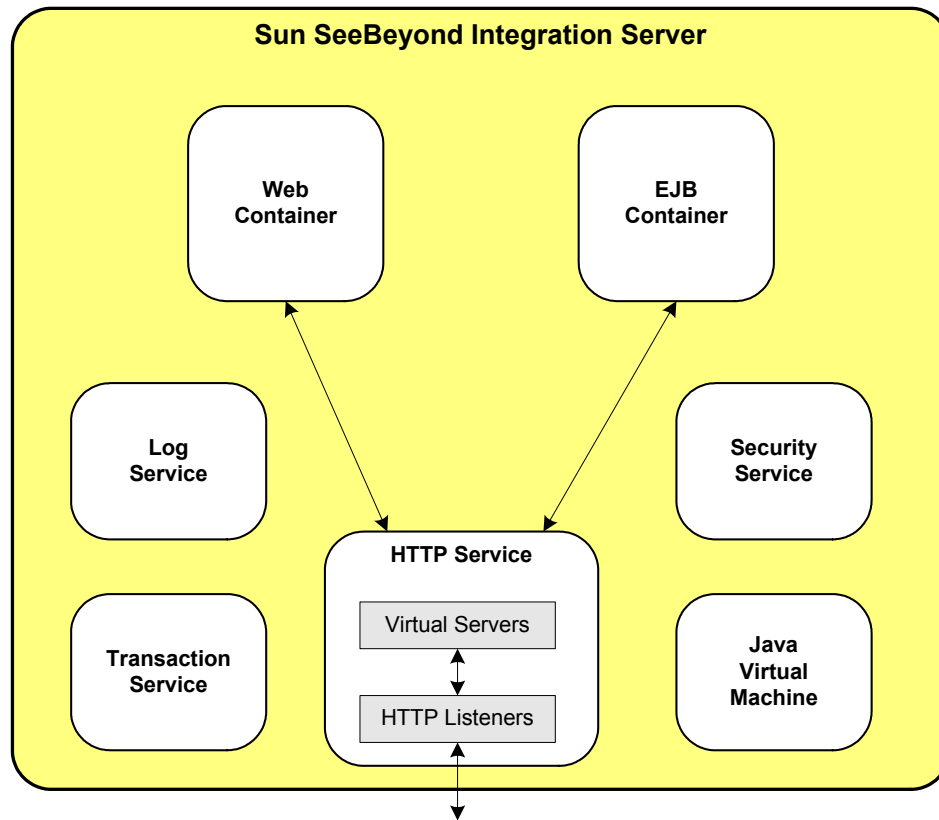 Sun SeeBeyond Integration Server
Web
Container
EJB
Container
Log
Service
Security
Service
HTTP Service
Virtual Servers
HTTP Listeners
Transaction
Service
Java
Virtual
Machine